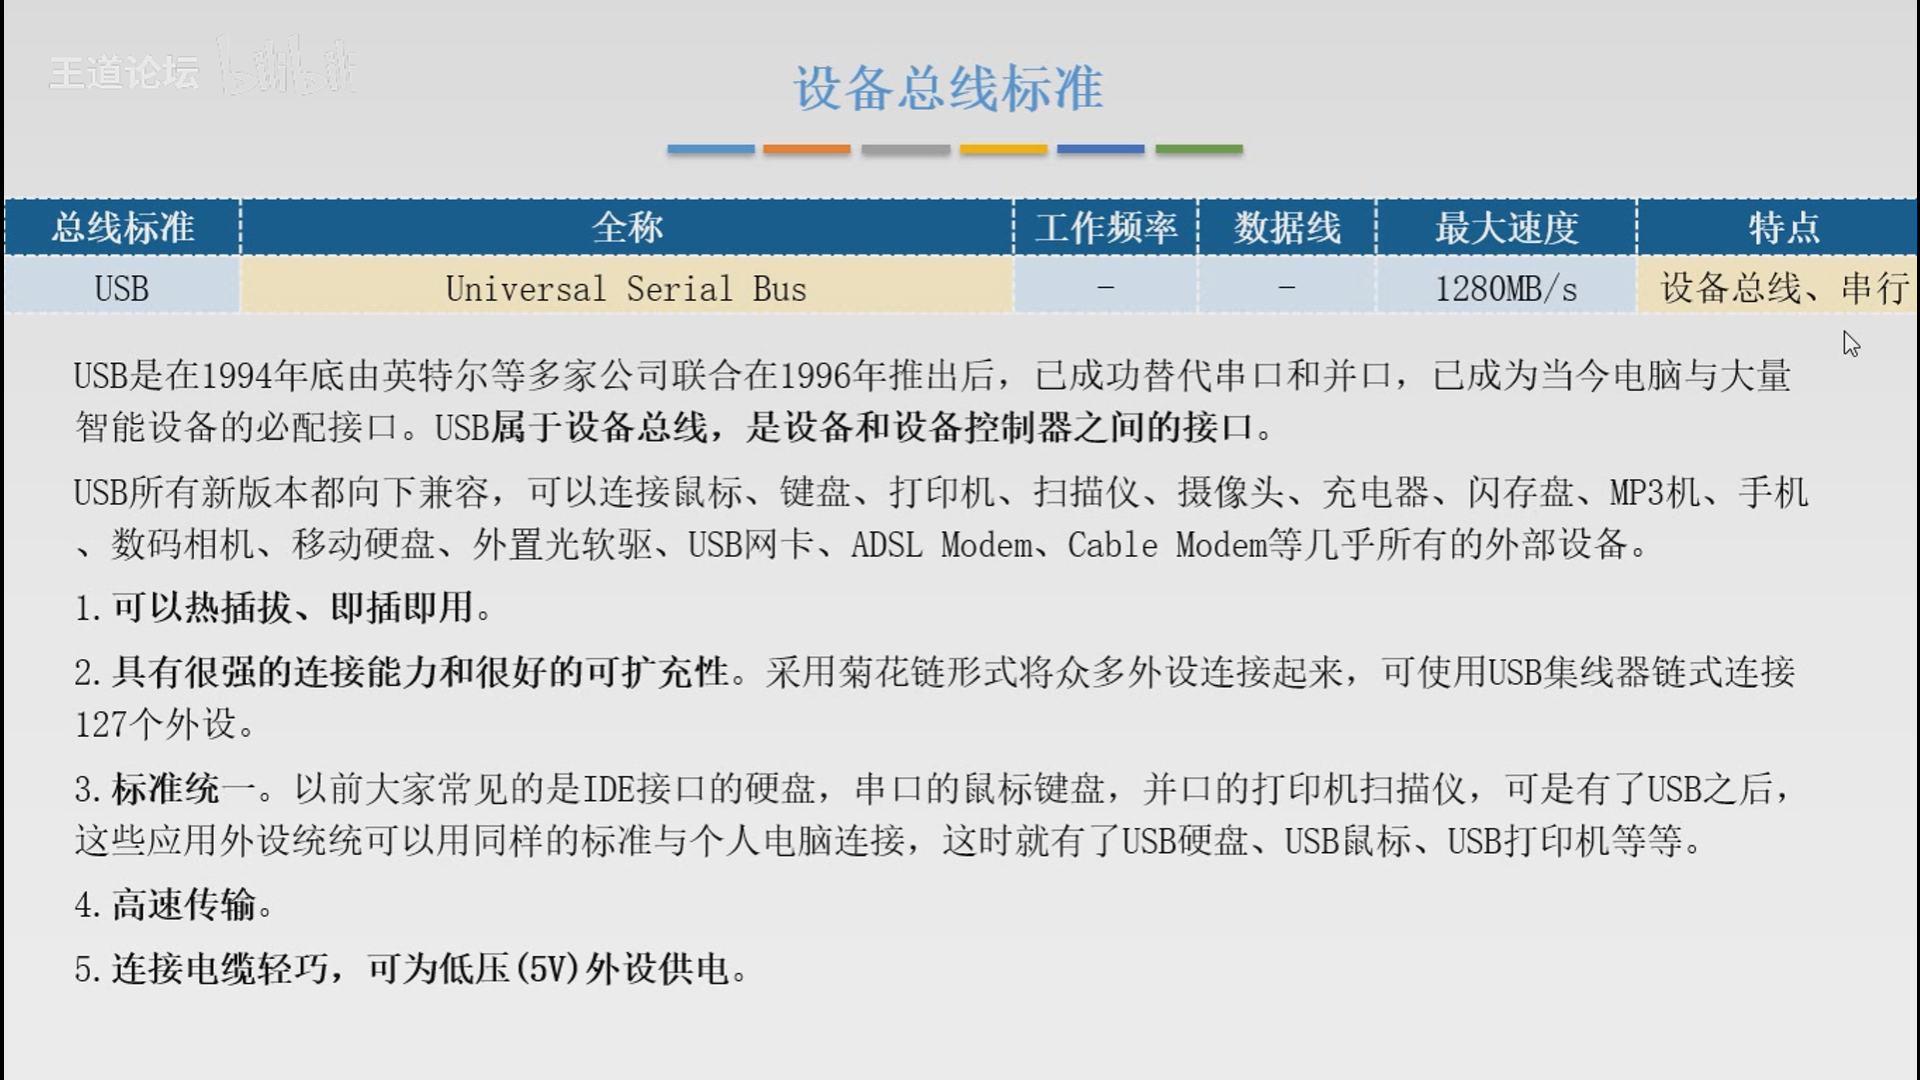 王道论坛 bilibili
设备总线标准
总线标准 全称 工作频率 数据线 最大速度 特点
USB Universal Serial Bus - - 1280MB/s 设备总线、串行
USB是在1994年底由英特尔等多家公司联合在1996年推出后，已成功替代串口和并口，已成为当今电脑与大量
智能设备的必配接口。USB属于设备总线，是设备和设备控制器之间的接口。
USB所有新版本都向下兼容，可以连接鼠标、键盘、打印机、扫描仪、摄像头、充电器、闪存盘、MP3机、手机
、数码相机、移动硬盘、外置光软驱、USB网卡、ADSL Modem、Cable Modem等几乎所有的外部设备。
1.可以热插拔、即插即用。
2.具有很强的连接能力和很好的可扩充性。采用菊花链形式将众多外设连接起来，可使用USB集线器链式连接
127个外设。
3.标准统一。以前大家常见的是IDE接口的硬盘，串口的鼠标键盘，并口的打印机扫描仪，可是有了USB之后，
这些应用外设统统可以用同样的标准与个人电脑连接，这时就有了USB硬盘、USB鼠标、USB打印机等等。
4.高速传输。
5.连接电缆轻巧，可为低压(5V)外设供电。